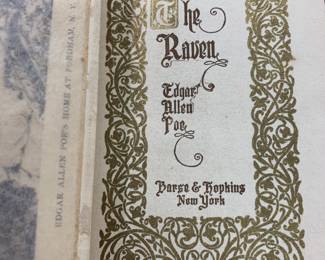 EDGAR ALLEN POE'S HOME AT FORDHAM, N. Y.
The
Raven
Edgar
Allen
Poe
Barse & Hopkins
New York